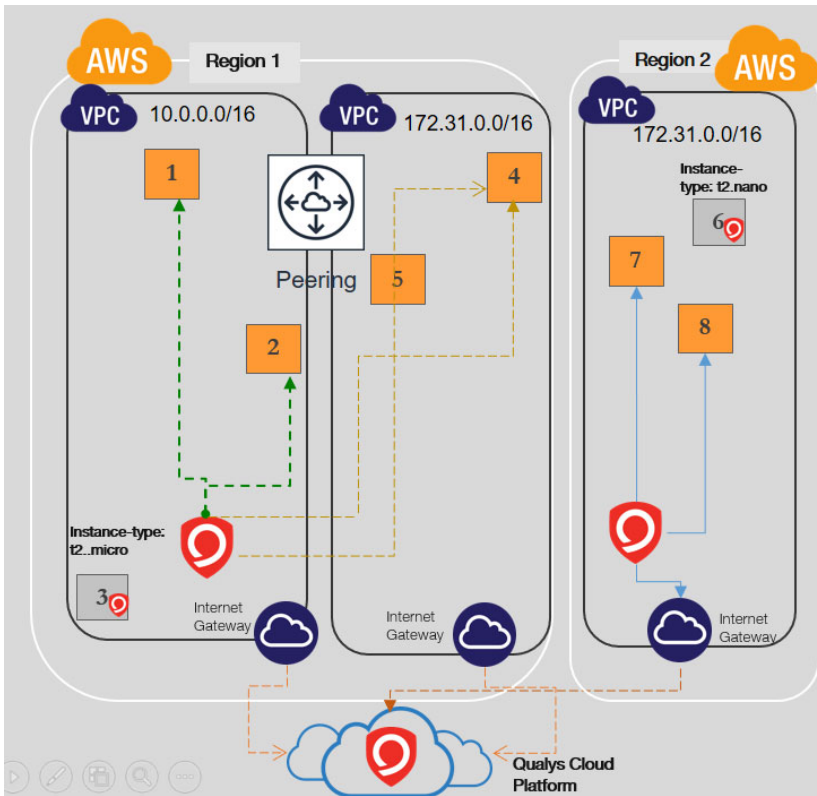 AWS
Region 1
Region 2
AWS
VPC
10.0.0.0/16
VPC
172.31.0.0/16
VPC
172.31.0.0/16
1
4
Instance-
type: t2.nano
6
7
Peering
5
2
8
Instance-type:
t2..micro
3
Internet
Gateway
Internet
Gateway
Internet
Gateway
Qualys Cloud
Platform